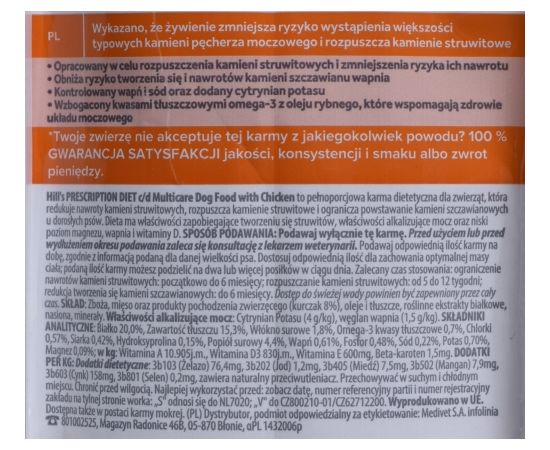 PL
Wykazano, że żywienie zmniejsza ryzyko wystąpienia większości
typowych kamieni pęcherza moczowego i rozpuszcza kamienie struwitowe
• Opracowany w celu rozpuszczenia kamieni struwitowych i zmniejszenia ryzyka ich nawrotu
• Obniża ryzyko tworzenia się i nawrotów kamieni szczawianu wapnia
• Kontrolowany wapń i sód oraz dodany cytrynian potasu
• Wzbogacony kwasami tłuszczowymi omega-3 z oleju rybnego, które wspomagają zdrowie
układu moczowego
*Twoje zwierzę nie akceptuje tej karmy z jakiegokolwiek powodu? 100 %
GWARANCJA SATYSFAKCJI jakości, konsystencji i smaku albo zwrot
pieniędzy.
Hill's PRESCRIPTION DIET c/d Multicare Dog Food with Chicken to pełnoporcjowa karma dietetyczna dla zwierząt, która
redukuje nawroty kamieni struwitowych, rozpuszcza kamienie struwitowe i ogranicza powstawanie kamieni szczawianowych
u dorosłych psów. Dieta ma właściwości zapobiegające tworzeniu się struwitów, właściwości alkalizujące mocz oraz niski
poziom magnezu, wapnia i witaminy D. SPOSÓB PODAWANIA: Podawaj wyłącznie tę karmę. Przed użyciem lub przed
wydłużeniem okresu podawania zaleca się konsultację z lekarzem weterynarii. Podawaj odpowiednią ilość karmy na
dobę, zgodnie z informacją podaną dla danej wielkości psa. Dostosuj odpowiednią ilość dla zachowania optymalnej masy
ciała; podaną ilość karmy możesz podzielić na dwa lub więcej posiłków w ciągu dnia. Zalecany czas stosowania: ograniczenie
nawrotów kamieni struwitowych: początkowo do 6 miesięcy; rozpuszczanie kamieni struwitowych: od 5 do 12 tygodni;
redukcja tworzenia się kamieni szczawianowych: do 6 miesięcy. Dostęp do świeżej wody powinien być zapewniony przez cały
czas. SKŁAD: Zboża, mięso oraz produkty pochodzenia zwierzęcego (kurczak 8%), oleje i tłuszcze, roślinne ekstrakty białkowe,
nasiona, minerały. Właściwości alkalizujące mocz: Cytrynian Potasu (4 g/kg), węglan wapnia (1,5 g/kg). SKŁADNIKI
ANALITYCZNE: Białko 20,0%, Zawartość tłuszczu 15,3%, Włókno surowe 1,8%, Omega-3 kwasy tłuszczowe 0,7%, Chlorki
0,57%, Siarka 0,42%, Hydroksyprolina 0,15%, Popiół surowy 4,4%, Wapń 0,61%, Fosfor 0,48%, Sód 0,22%, Potas 0,70%,
Magnez 0,09%; w kg: Witamina A 10.905j.m., Witamina D3 830j.m., Witamina E 600mg, Beta-karoten 1,5mg. DODATKI
PER KG: Dodatki dietetyczne: 3b103 (Żelazo) 76,4mg, 3b202 (Jod) 1,2mg, 3b405 (Miedź) 7,5mg, 3b502 (Mangan) 7,9mg,
3b603 (Cynk) 158mg, 3b801 (Selen) 0,2mg, zawiera naturalny przeciwutleniacz. Przechowywać w suchym i chłodnym
miejscu. Chronić przed wilgocią. Najlepiej wykorzystać przed: zobacz datę, numer referencyjny partii i numer rejestracyjny
zakładu na tylnej stronie worka: „S" odnosi się do NL7020; „V" do CZ800210-01/CZ62712200. Wyprodukowano w UE.
Dostępna także w postaci karmy mokrej. (PL) Dystrybutor, podmiot odpowiedzialny za etykietowanie: Medivet S.A. infolinia
☎ 801002525, Magazyn Radonice 46B, 05-870 Błonie, αPL 1432006p